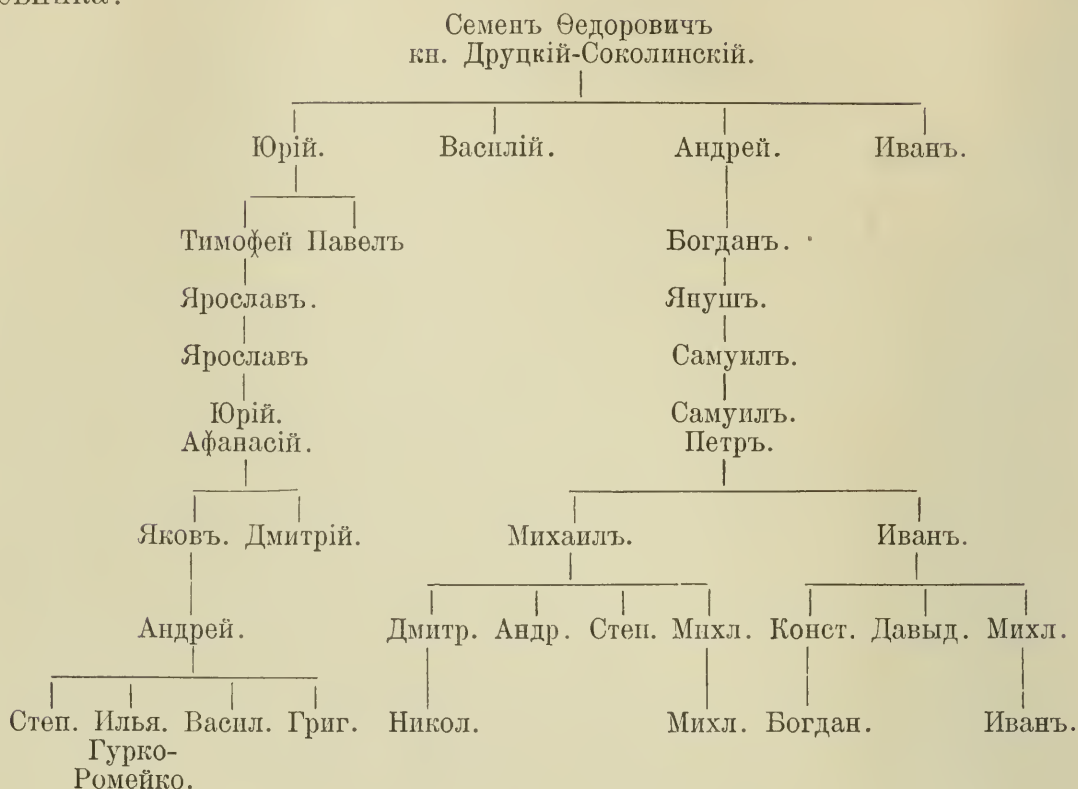 Семенъ Ѳедоровичъ
кн. Друцкій-Соколинскій.
Юрій. Василій. Андрей. Иванъ.
Тимофей Павелъ Богданъ.
Ярославъ. Янушъ.
Ярославъ Самуилъ.
Юрій. Самуилъ.
Афанасій. Петръ.
Яковъ. Дмитрій. Михаилъ. Иванъ.
Андрей. Дмитр. Андр. Степ. Михл. Конст. Давыд. Михл.
Степ. Илья. Васил. Григ. Никол. Михл. Богдан. Иванъ.
Гурко-
Ромейко.